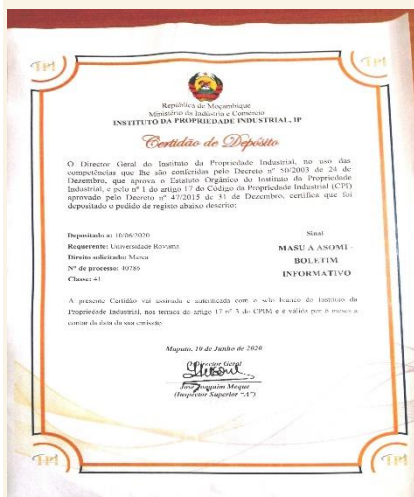 IPI
IPI
República de Moçambique
Ministério da Indústria e Comércio
INSTITUTO DA PROPRIEDADE INDUSTRIAL, IP
Certidão de Depósito
O Director Geral do Instituto da Propriedade Industrial, no uso das
competências que lhe são conferidas pelo Decreto nº 50/2003 de 24 de
Dezembro, que aprova o Estatuto Orgânico do Instituto da Propriedade
Industrial, e pelo nº 1 do artigo 17 do Código da Propriedade Industrial (CPI)
aprovado pelo Decreto nº 47/2015 de 31 de Dezembro, certifica que foi
depositado o pedido de registo abaixo descrito:
Depositado a: 10/06/2020
Requerente: Universidade Rovuma
Direito solicitado: Marca
Nº de processo: 40786
Classe: 41
Sinal
MASU A ASOMI -
BOLETIM
INFORMATIVO
A presente Certidão vai assinada e autenticada com o selo branco do Instituto da
Propriedade Industrial, nos termos do artigo 17 nº 3 do CPIM e é válida por 6 meses a
contar da data da sua emissão.
Maputo, 10 de Junho de 2020
Director Geral
José Joaquim Meque
(Inspector Superior "A")
IPI
IPI